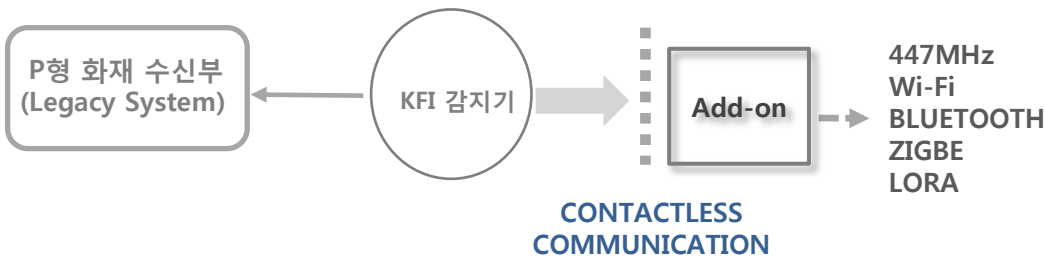 P형 화재 수신부
(Legacy System)
KFI 감지기
Add-on
447MHz
Wi-Fi
BLUETOOTH
ZIGBE
LORA
CONTACTLESS
COMMUNICATION